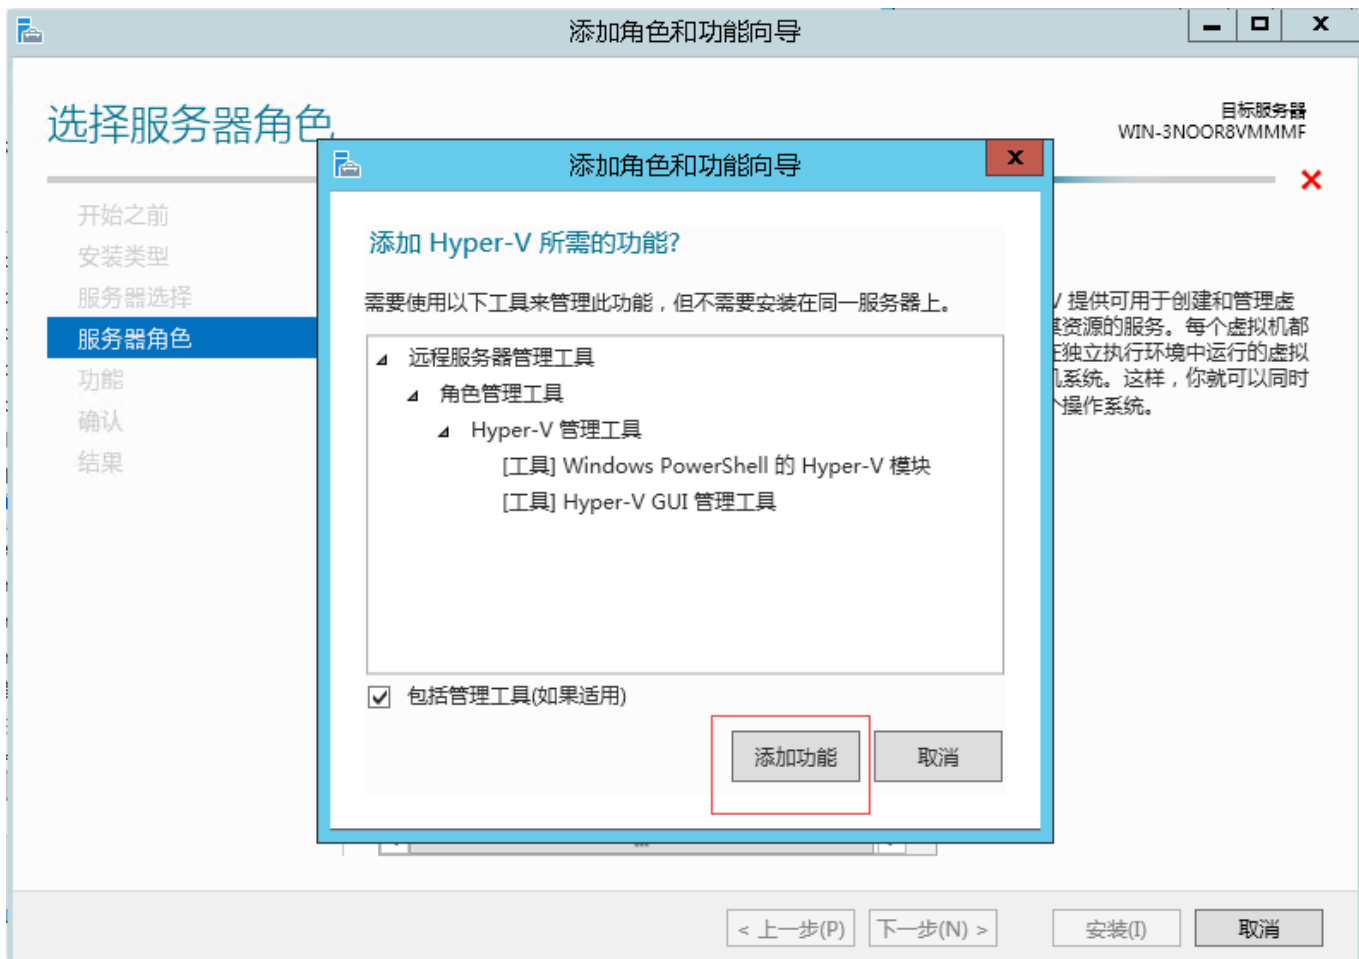 添加角色和功能向导
选择服务器角色
目标服务器
WIN-3NOOR8VMMMF
开始之前
安装类型
服务器选择
服务器角色
功能
确认
结果
添加角色和功能向导
添加 Hyper-V 所需的功能?
需要使用以下工具来管理此功能，但不需要安装在同一服务器上。
远程服务器管理工具
角色管理工具
Hyper-V 管理工具
[工具] Windows PowerShell 的 Hyper-V 模块
[工具] Hyper-V GUI 管理工具
包括管理工具(如果适用)
添加功能
取消
提供可用于创建和管理虚
资源的服务。每个虚拟机都
独立执行环境中运行的虚拟
系统。这样，你就可以同时
操作系统。
< 上一步(P)
下一步(N) >
安装(I)
取消